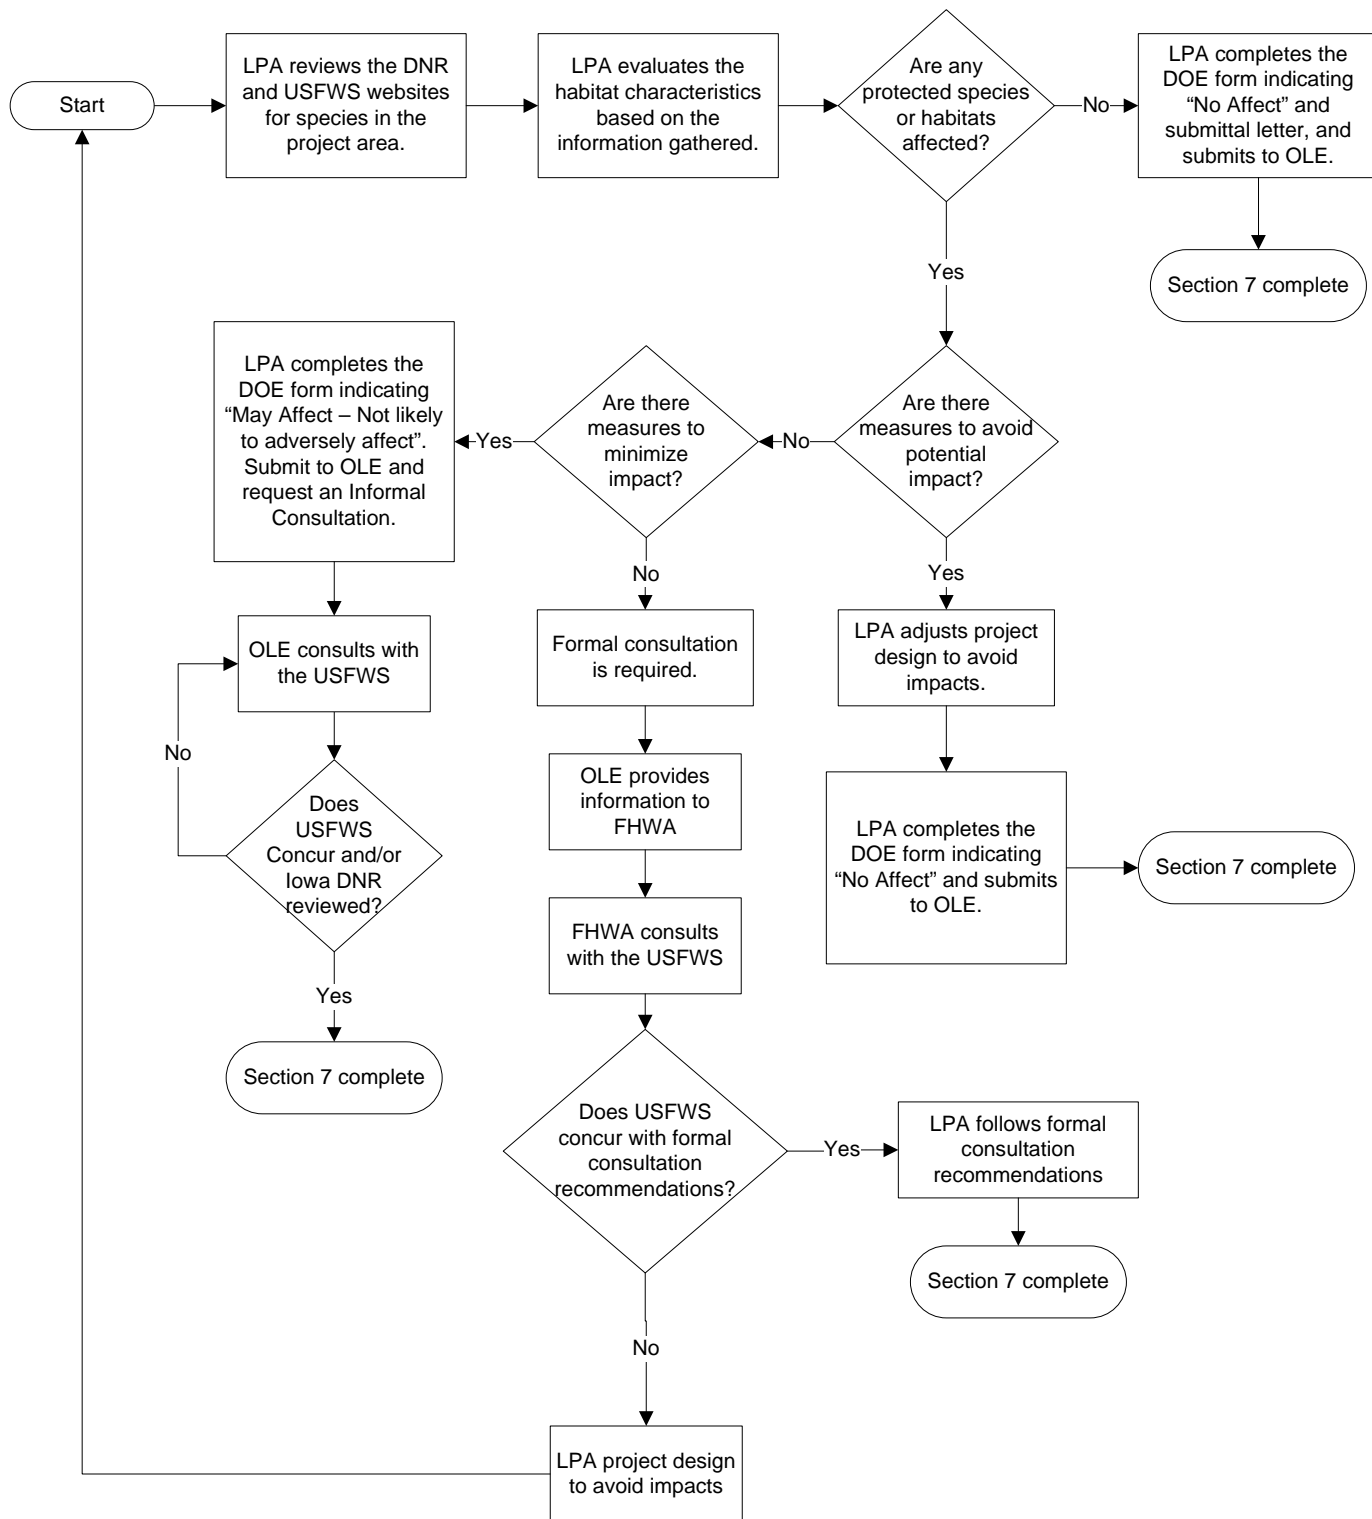 Start
LPA reviews the DNR
and USFWS websites
for species in the
project area.
LPA evaluates the
habitat characteristics
based on the
information gathered.
Are any
protected species
or habitats
affected?
No
LPA completes the
DOE form indicating
“No Affect” and
submittal letter, and
submits to OLE.
Section 7 complete
Yes
Are there
measures to avoid
potential
impact?
No
Are there
measures to
minimize
impact?
Yes
LPA completes the
DOE form indicating
“May Affect – Not likely
to adversely affect”.
Submit to OLE and
request an Informal
Consultation.
OLE consults with
the USFWS
No
Does
USFWS
Concur and/or
Iowa DNR
reviewed?
Yes
Section 7 complete
No
Formal consultation
is required.
OLE provides
information to
FHWA
FHWA consults
with the USFWS
Does USFWS
concur with formal
consultation
recommendations?
Yes
LPA follows formal
consultation
recommendations
Section 7 complete
No
LPA project design
to avoid impacts
Yes
LPA adjusts project
design to avoid
impacts.
LPA completes the
DOE form indicating
“No Affect” and submits
to OLE.
Section 7 complete